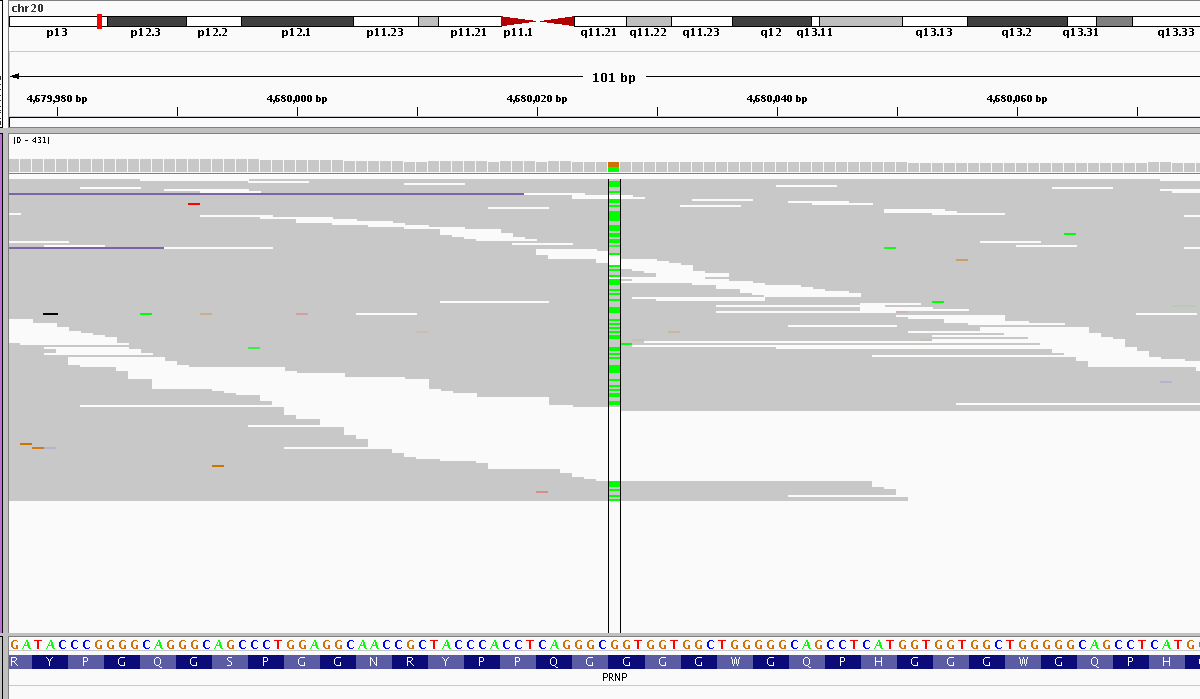 chr20
p13 p12.3 p12.2 p12.1 p11.23 p11.21 p11.1 q11.21 q11.22 q11.23 q12 q13.11 q13.13 q13.2 q13.31 q13.33
101 bp
4,679,980 bp 4,680,000 bp 4,680,020 bp 4,680,040 bp 4,680,060 bp
[0 - 431]
GATACCCGGGGCAGGGCAGCCCTGGAGGCAACCGCTACCCACCTCAGGGCGGTGGTGGCTGGGGGCAGCCTCATGGTGGTGGCTGGGGGCAGCCTCATG
R Y P G Q G S P G G N R Y P P Q G G G G W G Q P H G G G W G Q P H
PRNP